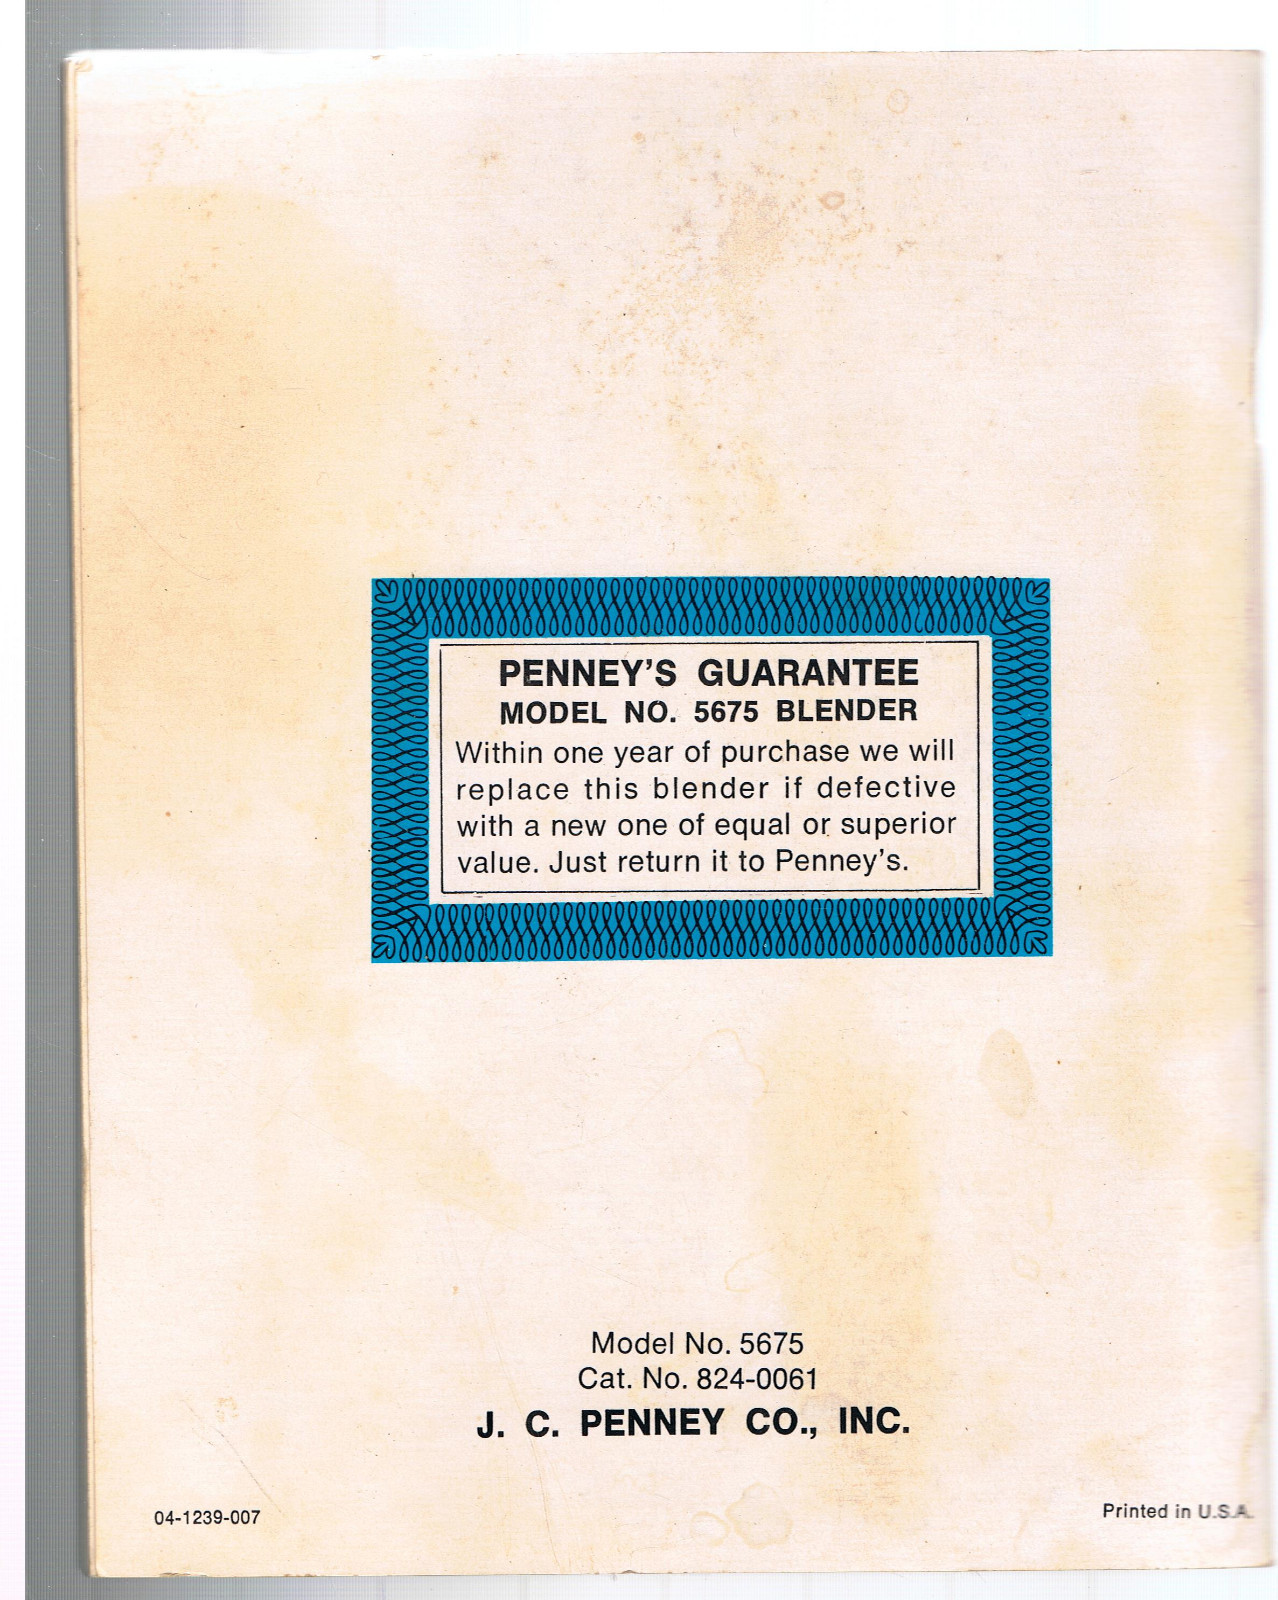 PENNEY'S GUARANTEE
MODEL NO. 5675 BLENDER
Within one year of purchase we will
replace this blender if defective
with a new one of equal or superior
value. Just return it to Penney's.
Model No. 5675
Cat. No. 824-0061
J. C. PENNEY CO., INC.
04-1239-007
Printed in U.S.A.